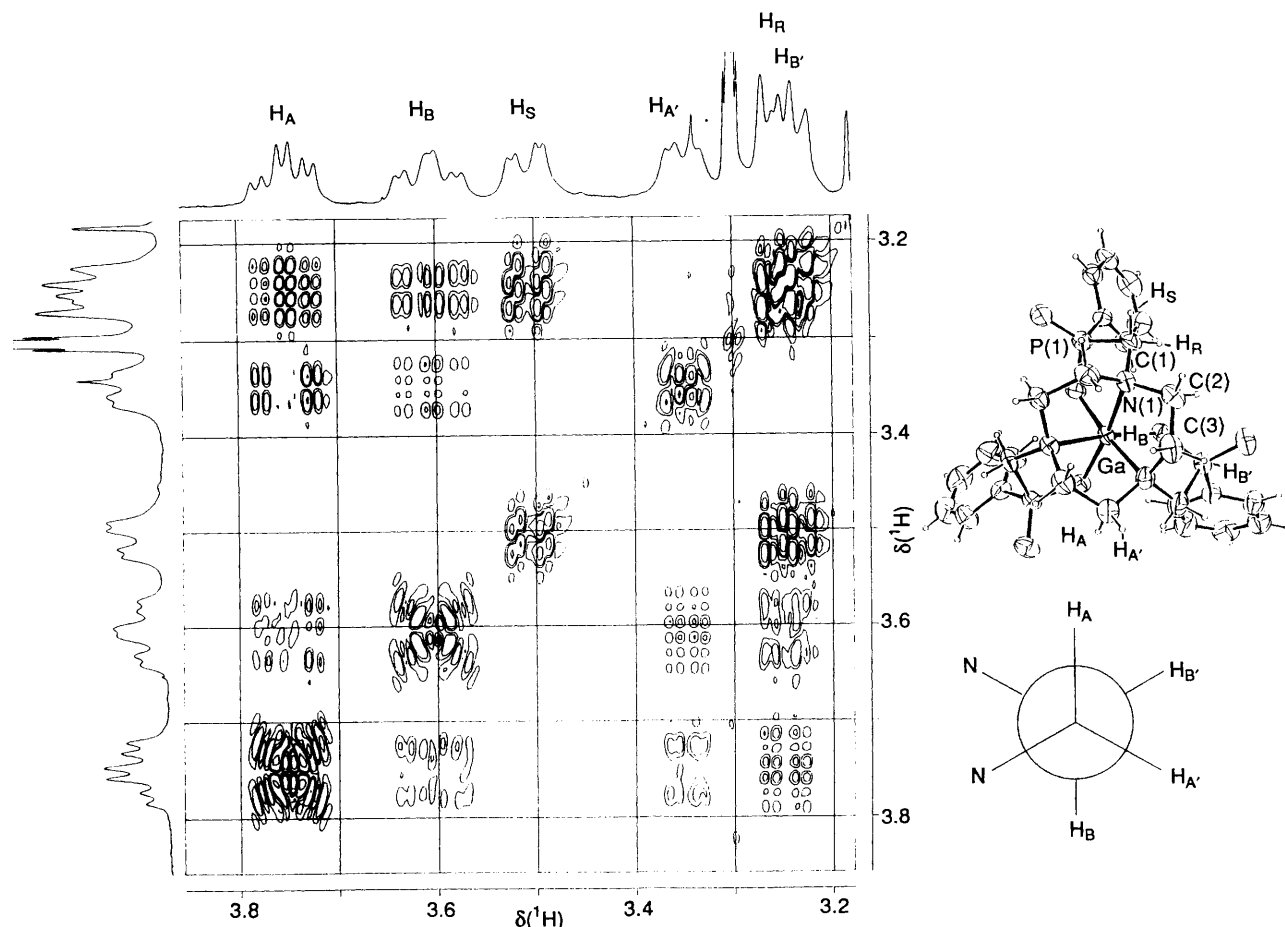 H_R
H_B'
H_A
H_B
H_S
H_A'
01
3.2
3.4
3.6
3.8
δ(¹H)
3.8
3.6
3.4
3.2
δ(¹H)
H_S
P(1)
H_R
C(1)
C(2)
N(1)
H_B
C(3)
Ga
H_B'
H_A
H_A'
H_A
N
H_B'
N
H_A'
H_B